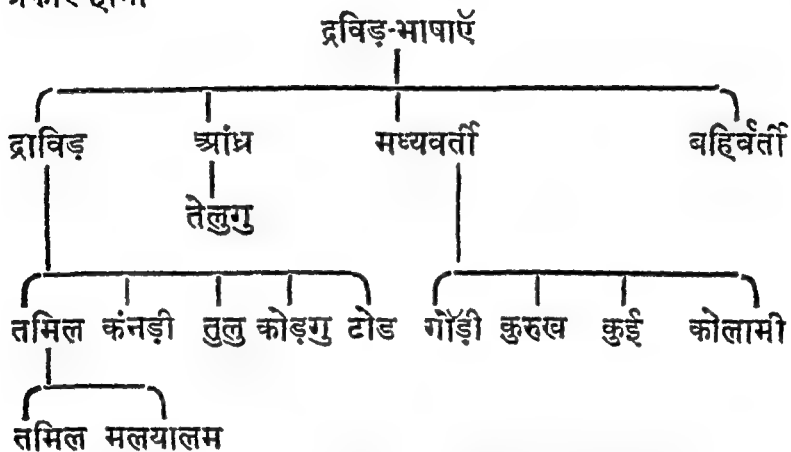 द्रविड़-भाषाएँ
द्राविड़ आंध्र मध्यवर्ती बहिर्वर्ती
तेलुगु
तमिल कंनड़ी तुलु कोड़गु टोड गोंड़ी कुरुख कुई कोलामी
तमिल मलयालम